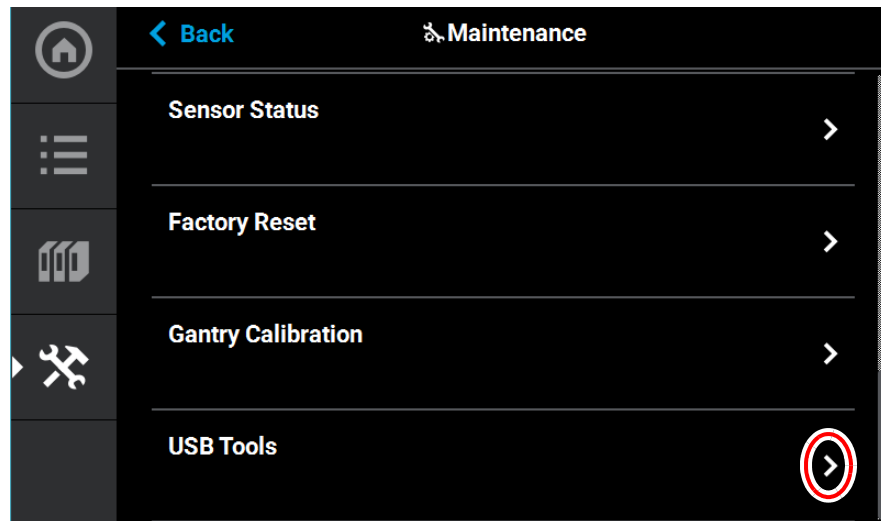 Back
Maintenance
Sensor Status
Factory Reset
Gantry Calibration
USB Tools